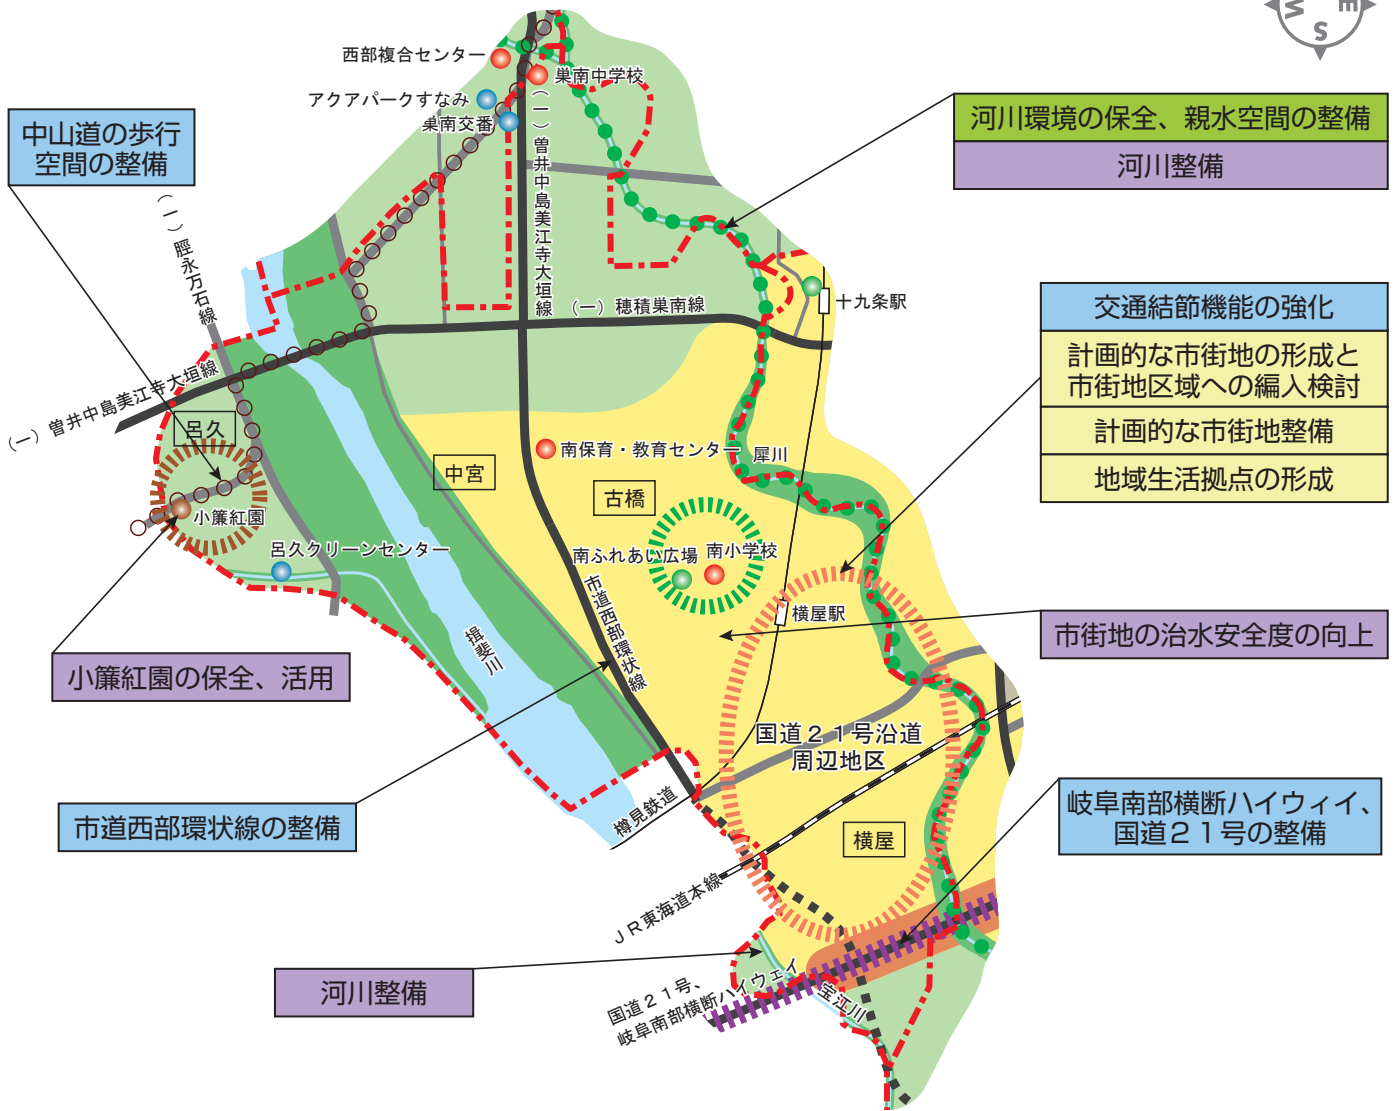 W
E
S
西部複合センター
巣南中学校
アクアパークすなみ
巣南交番
中山道の歩行
空間の整備
河川環境の保全、親水空間の整備
河川整備
(一)曽井中島美江寺大垣線
(一)脛永万石線
(一)穂積巣南線
十九条駅
交通結節機能の強化
計画的な市街地の形成と
市街地区域への編入検討
計画的な市街地整備
地域生活拠点の形成
(一)曽井中島美江寺大垣線
呂久
中宮
南保育・教育センター
犀川
古橋
小簾紅園
呂久クリーンセンター
南ふれあい広場
南小学校
市道西部環状線
横屋駅
揖斐川
市街地の治水安全度の向上
小簾紅園の保全、活用
国道21号沿道
周辺地区
市道西部環状線の整備
樽見鉄道
横屋
岐阜南部横断ハイウィイ、
国道21号の整備
JR東海道本線
河川整備
国道21号、
岐阜南部横断ハイウェイ
宝江川